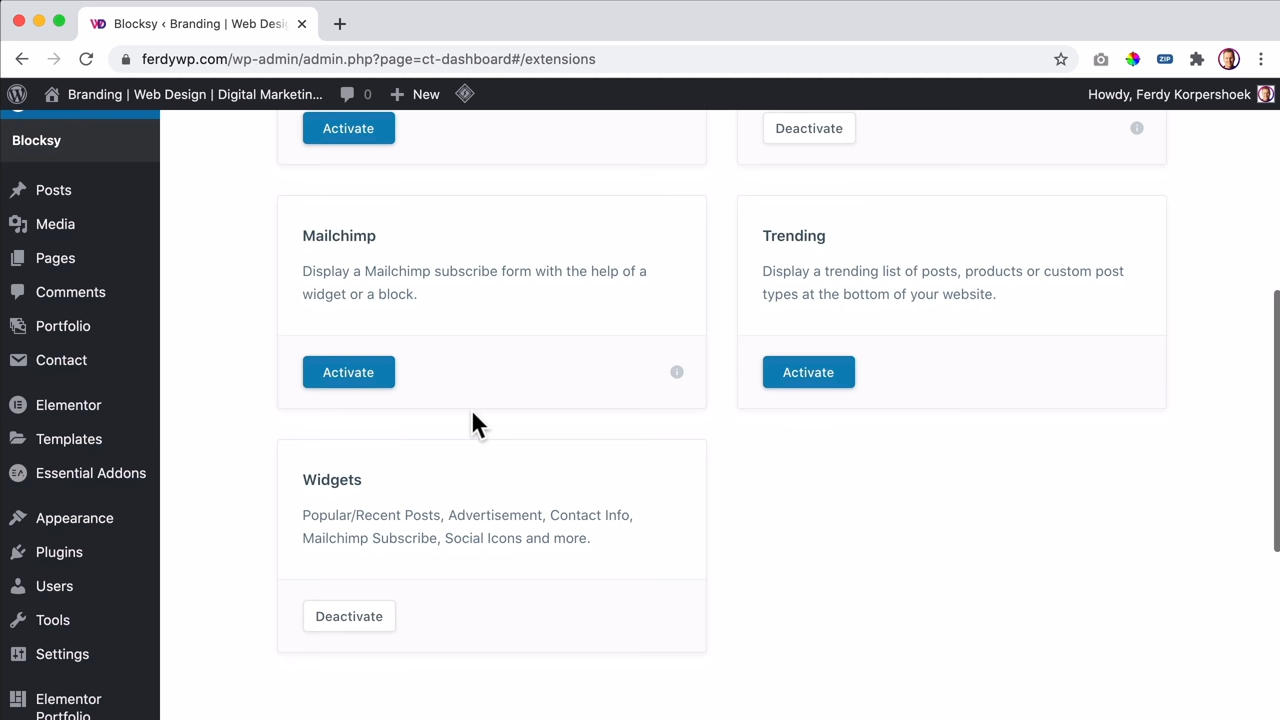 Blocksy ‹ Branding | Web Desi
ferdywp.com/wp-admin/admin.php?page=ct-dashboard#/extensions
ZIP
Branding | Web Design | Digital Marketin...
0
New
Howdy, Ferdy Korpershoek
Blocksy
Posts
Media
Pages
Comments
Portfolio
Contact
Elementor
Templates
Essential Addons
Appearance
Plugins
Users
Tools
Settings
Elementor
Portfolio
Activate
Deactivate
Mailchimp
Display a Mailchimp subscribe form with the help of a
widget or a block.
Activate
Trending
Display a trending list of posts, products or custom post
types at the bottom of your website.
Activate
Widgets
Popular/Recent Posts, Advertisement, Contact Info,
Mailchimp Subscribe, Social Icons and more.
Deactivate